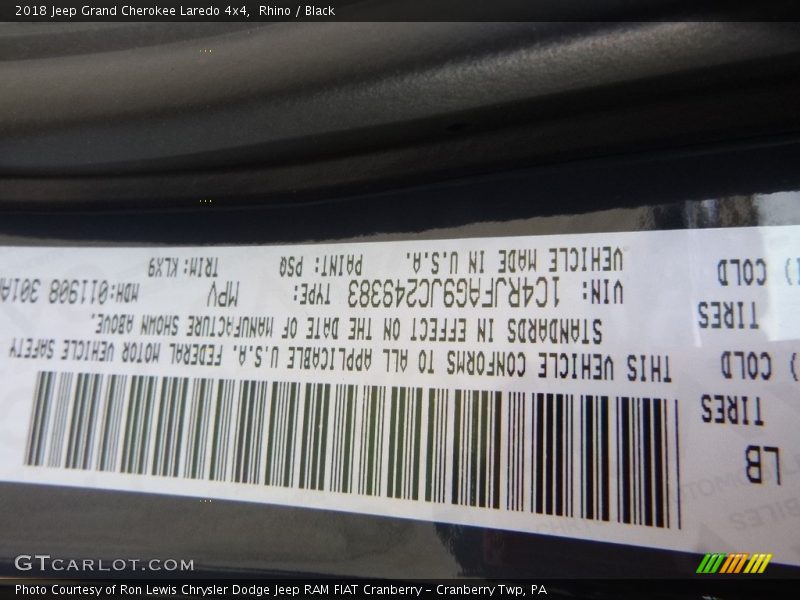 2018 Jeep Grand Cherokee Laredo 4x4,  Rhino / Black
LB
TIRES
COLD
TIRES
COLD
THIS VEHICLE CONFORMS TO ALL APPLICABLE U.S.A. FEDERAL MOTOR VEHICLE SAFETY
STANDARDS IN EFFECT ON THE DATE OF MANUFACTURE SHOWN ABOVE.
VIN: 1C4RJFAG9JC249383 TYPE: MPV MDH:011908 301
VEHICLE MADE IN U.S.A. PAINT: PSQ TRIM: KLX9
GTCARLOT.COM
Photo Courtesy of Ron Lewis Chrysler Dodge Jeep RAM FIAT Cranberry – Cranberry Twp, PA